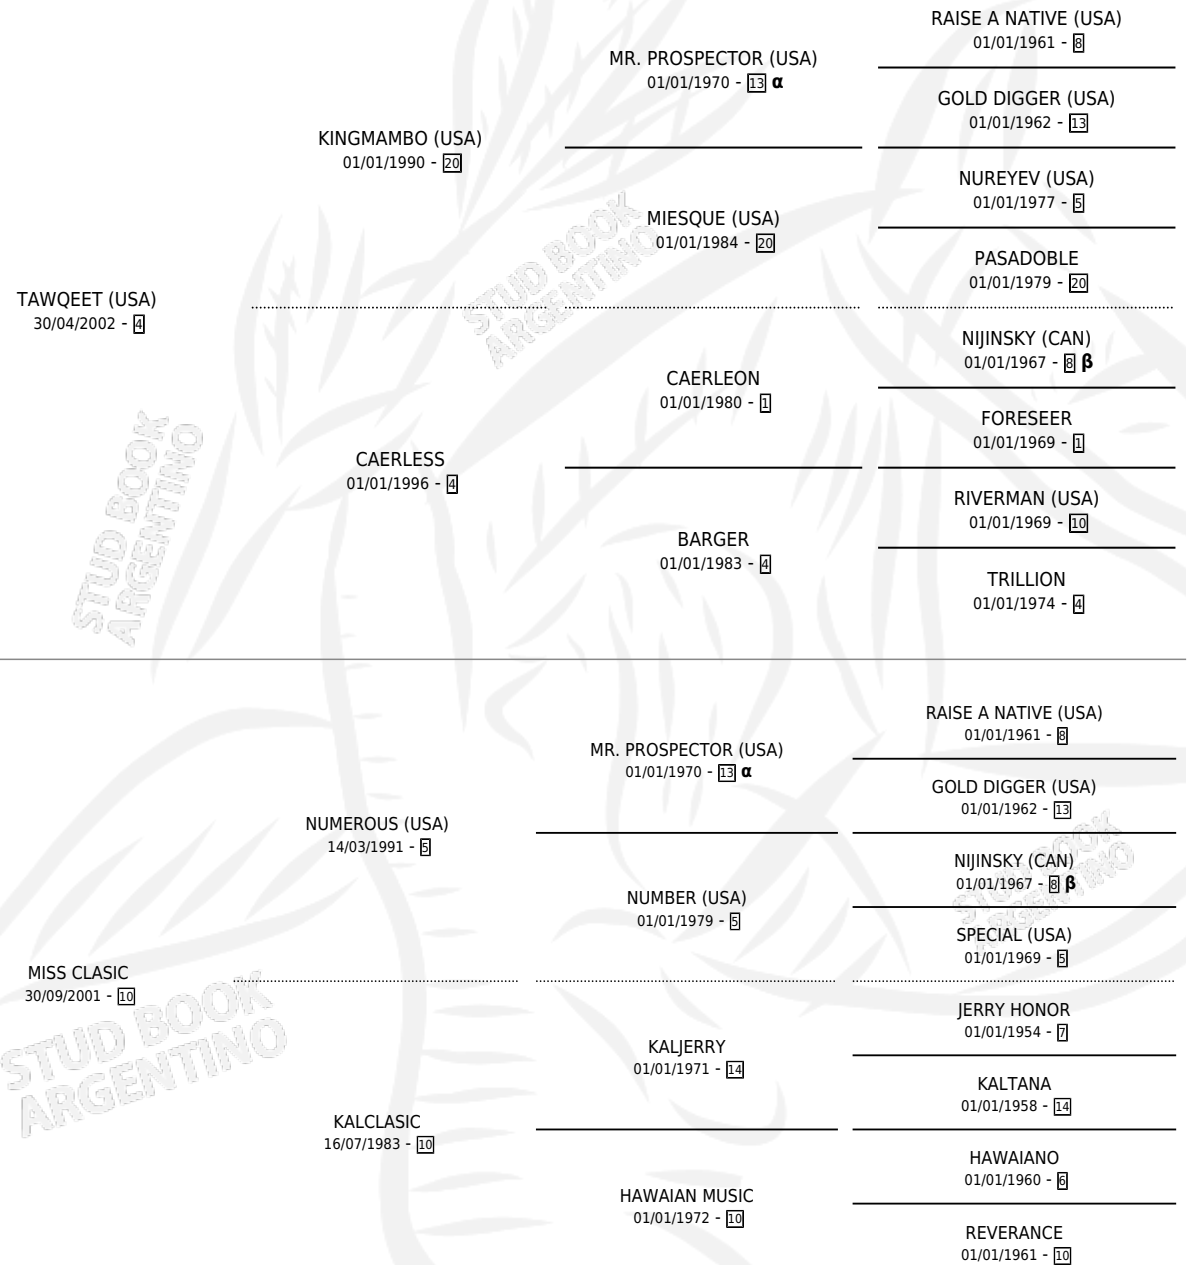 RAISE A NATIVE (USA)
01/01/1961 - 8
MR. PROSPECTOR (USA)
01/01/1970 - 13 α
GOLD DIGGER (USA)
01/01/1962 - 13
KINGMAMBO (USA)
01/01/1990 - 20
NUREYEV (USA)
01/01/1977 - 5
MIESQUE (USA)
01/01/1984 - 20
PASADOBLE
01/01/1979 - 20
TAWQEET (USA)
30/04/2002 - 4
NIJINSKY (CAN)
01/01/1967 - 8 β
CAERLEON
01/01/1980 - 1
FORESEER
01/01/1969 - 1
CAERLESS
01/01/1996 - 4
RIVERMAN (USA)
01/01/1969 - 10
BARGER
01/01/1983 - 4
TRILLION
01/01/1974 - 4
STUD BOOK
ARGENTINO
STUD BOOK
ARGENTINO
RAISE A NATIVE (USA)
01/01/1961 - 8
MR. PROSPECTOR (USA)
01/01/1970 - 13 α
GOLD DIGGER (USA)
01/01/1962 - 13
NUMEROUS (USA)
14/03/1991 - 5
NIJINSKY (CAN)
01/01/1967 - 8 β
NUMBER (USA)
01/01/1979 - 5
SPECIAL (USA)
01/01/1969 - 5
MISS CLASIC
30/09/2001 - 10
JERRY HONOR
01/01/1954 - 7
KALJERRY
01/01/1971 - 14
KALTANA
01/01/1958 - 14
KALCLASIC
16/07/1983 - 10
HAWAIANO
01/01/1960 - 6
HAWAIAN MUSIC
01/01/1972 - 10
REVERANCE
01/01/1961 - 10
STUD BOOK
ARGENTINO
STUD BOOK
ARGENTINO